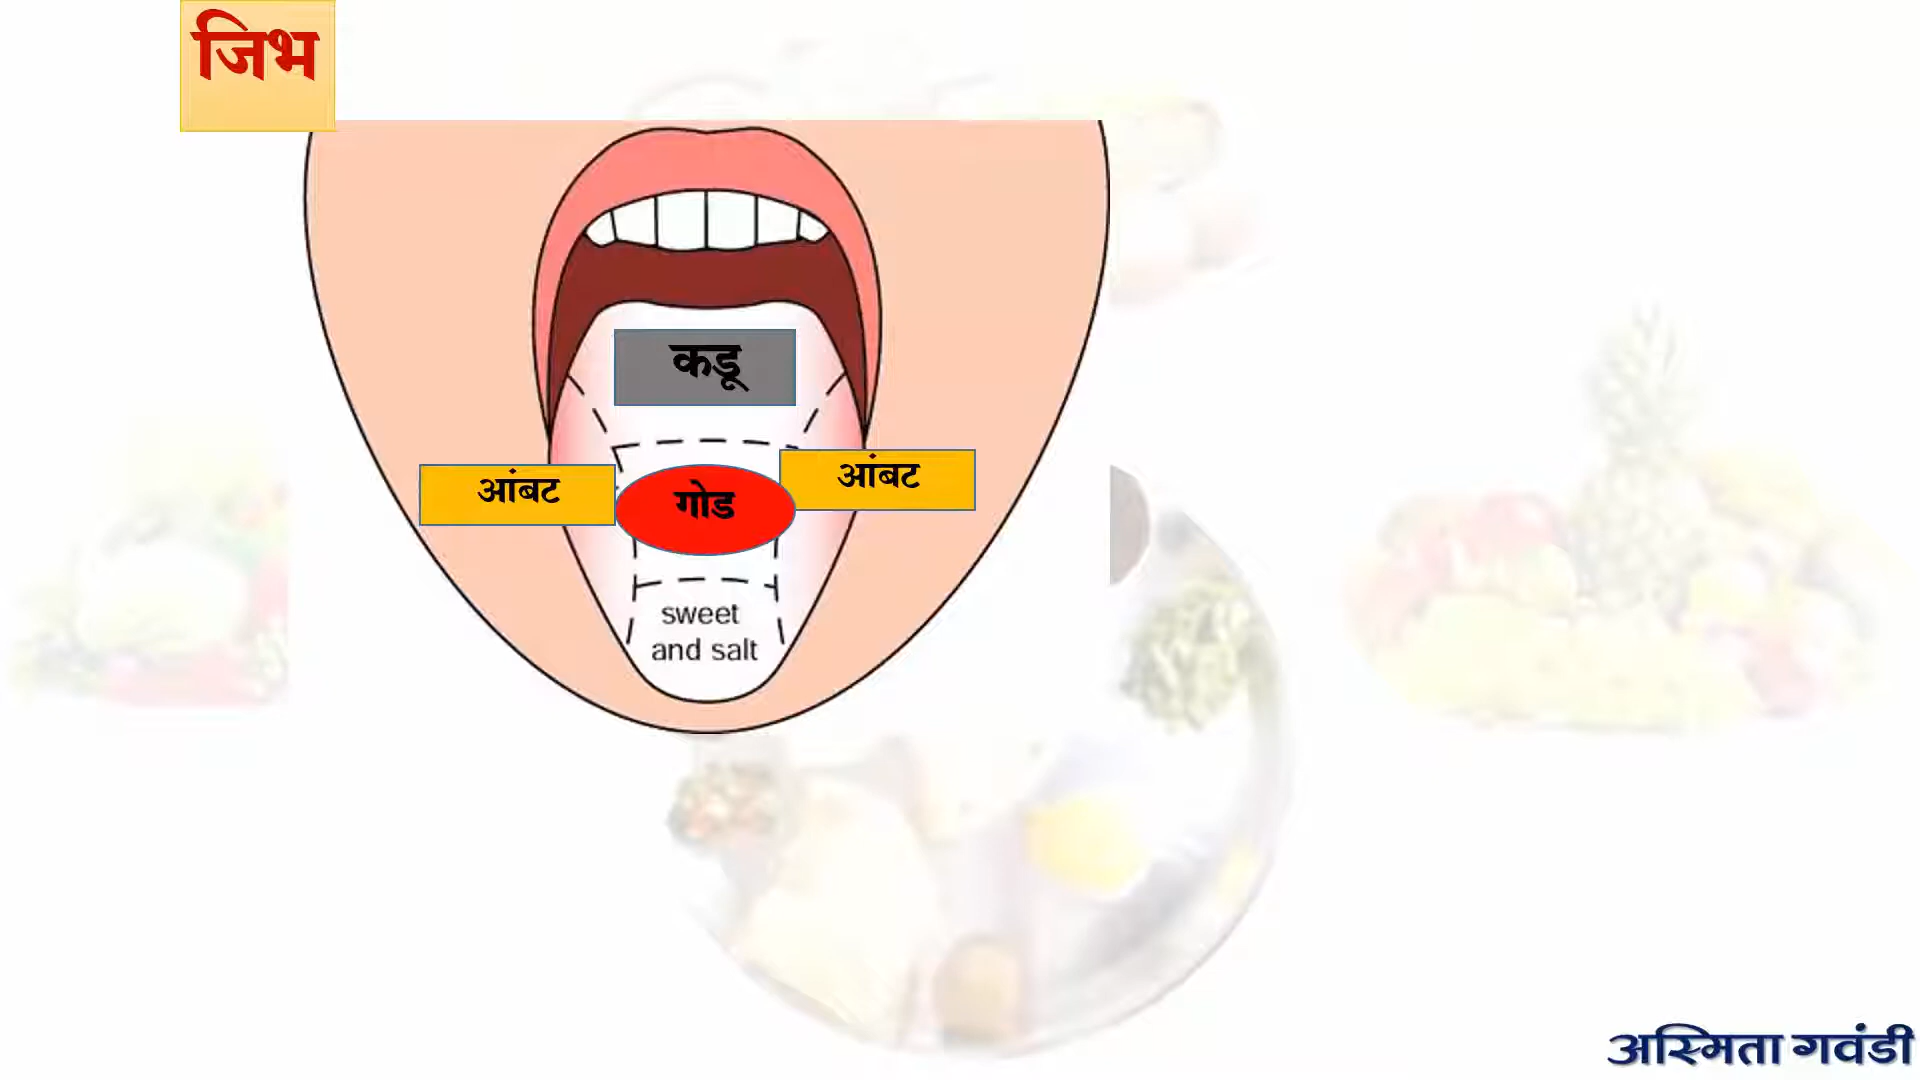 जिभ
कडू
आंबट
गोड
आंबट
sweet
and salt
अस्मिता गवंडी